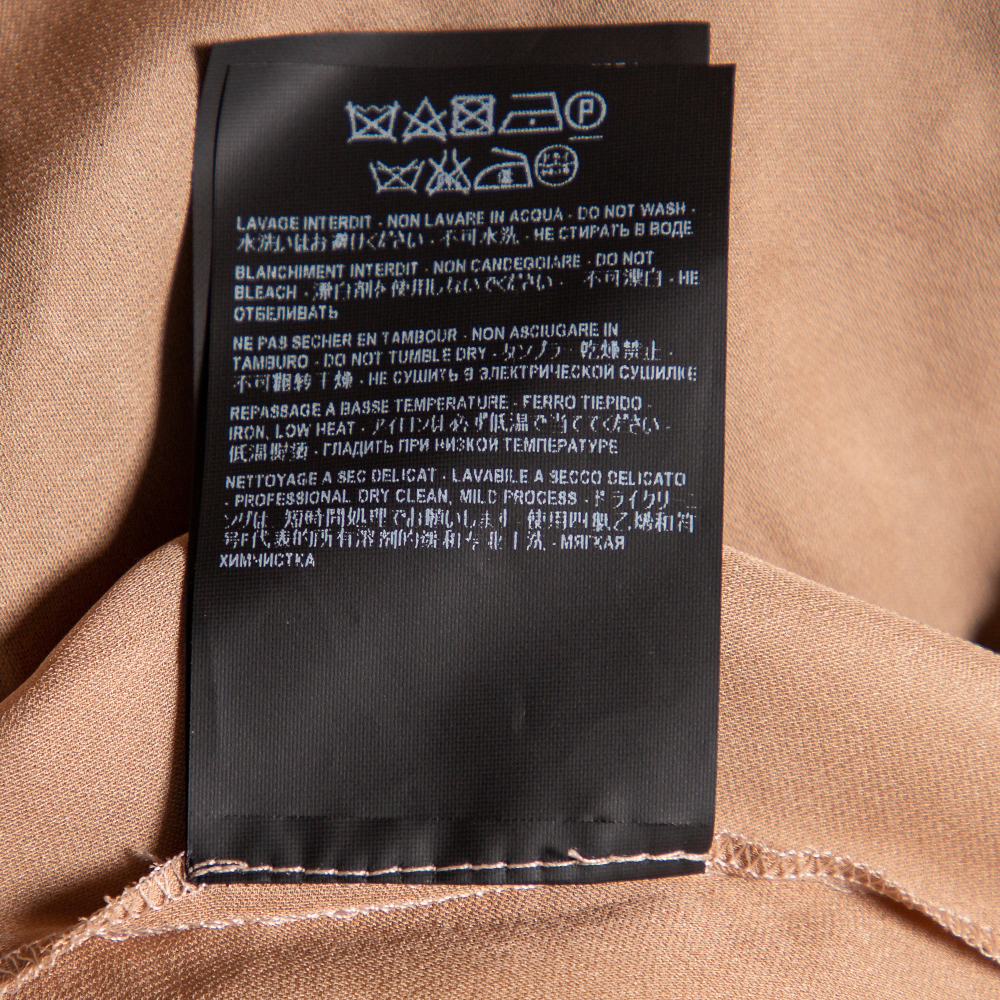 P
LAVAGE INTERDIT - NON LAVARE IN ACQUA - DO NOT WASH -
水洗いはお避けください - 不可水洗 - НЕ СТИРАТЬ В ВОДЕ
BLANCHIMENT INTERDIT - NON CANDEGGIARE - DO NOT
BLEACH - 漂白剤を使用しないでください - 不可漂白 - НЕ
ОТБЕЛИВАТЬ
NE PAS SECHER EN TAMBOUR - NON ASCIUGARE IN
TAMBURO - DO NOT TUMBLE DRY - タンブラー乾燥禁止 -
不可翻转干燥 - НЕ СУШИТЬ В ЭЛЕКТРИЧЕСКОЙ СУШИЛКЕ
REPASSAGE A BASSE TEMPERATURE - FERRO TIEPIDO -
IRON, LOW HEAT - アイロンは必ず低温で当ててください -
低温熨烫 - ГЛАДИТЬ ПРИ НИЗКОЙ ТЕМПЕРАТУРЕ
NETTOYAGE A SEC DELICAT - LAVABILE A SECCO DELICATO
- PROFESSIONAL DRY CLEAN, MILD PROCESS - ドライクリーニ
ングは 短時間処理でお願いします - 使用四氯乙烯和符
号F代表的所有溶剂的缓和专业干洗 - МЯГКАЯ
ХИМЧИСТКА